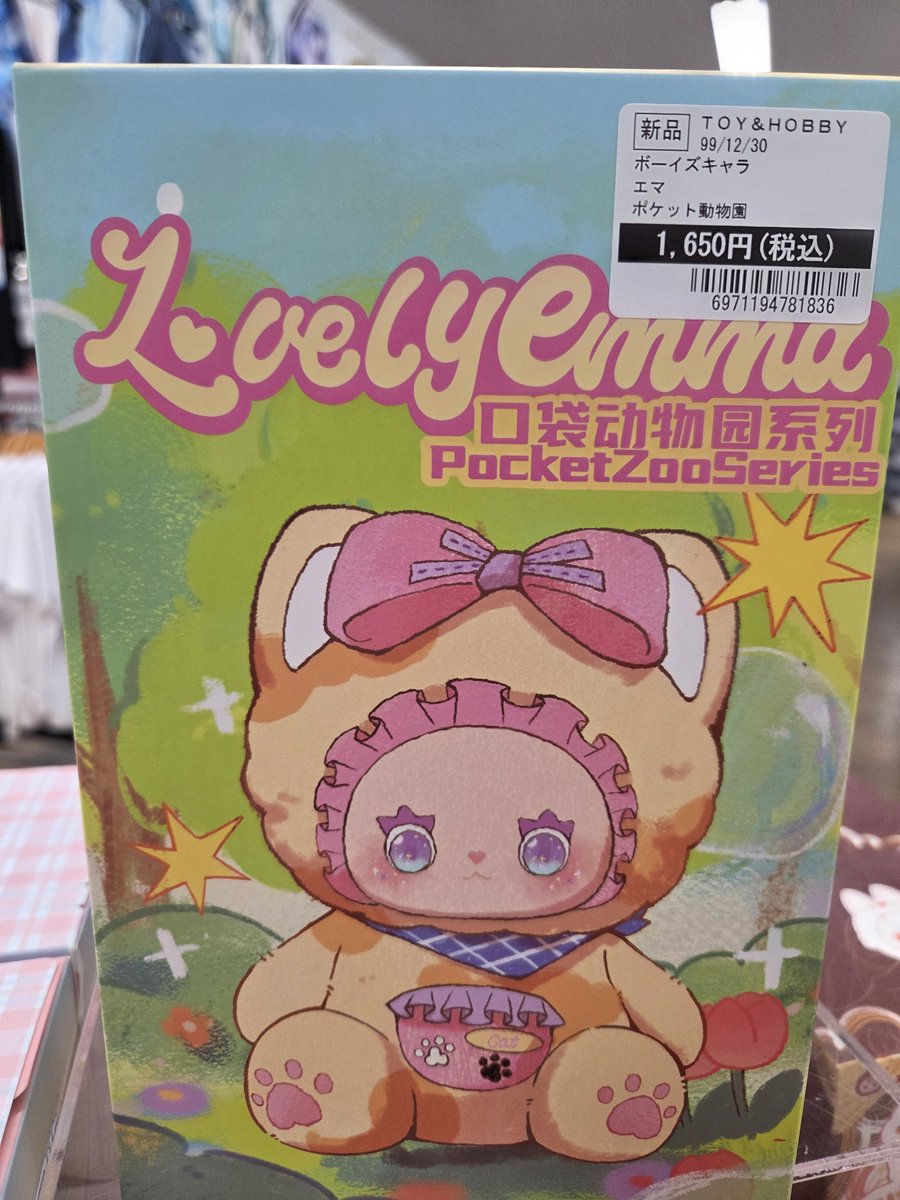 新品 TOY&HOBBY
99/12/30
ボーイズキャラ
エマ
ポケット動物園
1,650円(税込)
6971194781836
LovelyEmma
口袋动物园系列
PocketZooSeries
Cat